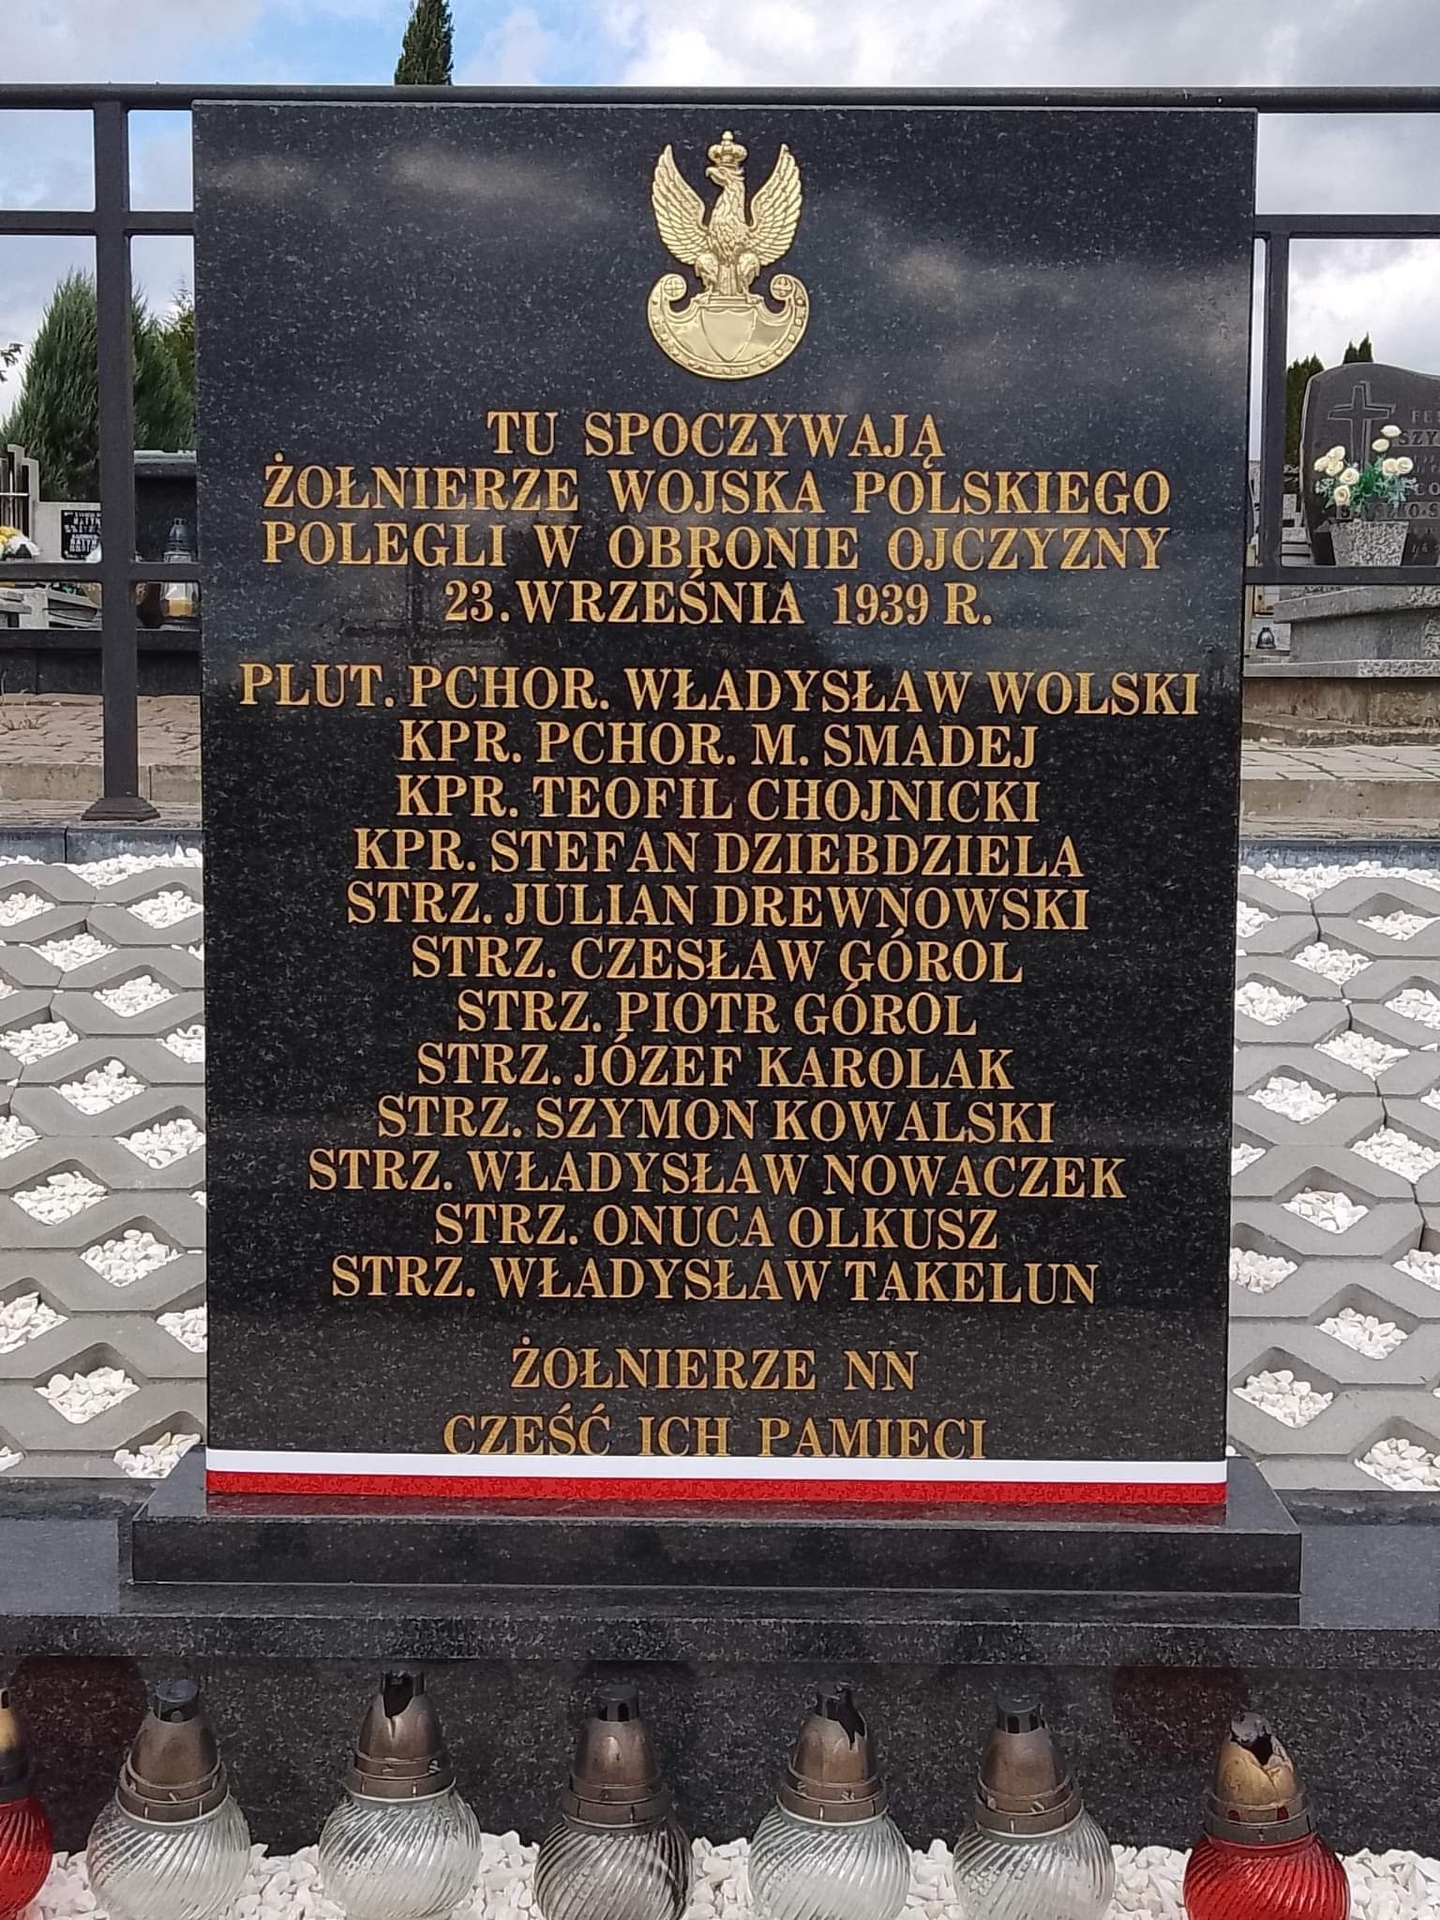 TU SPOCZYWAJĄ
ŻOŁNIERZE WOJSKA POLSKIEGO
POLEGLI W OBRONIE OJCZYZNY
23. WRZEŚNIA 1939 R.
PLUT. PCHOR. WŁADYSŁAW WOLSKI
KPR. PCHOR. M. SMADEJ
KPR. TEOFIL CHOJNICKI
KPR. STEFAN DZIEBDZIELA
STRZ. JULIAN DREWNOWSKI
STRZ. CZESŁAW GÓROL
STRZ. PIOTR GÓROL
STRZ. JÓZEF KAROLAK
STRZ. SZYMON KOWALSKI
STRZ. WŁADYSŁAW NOWACZEK
STRZ. ONUCA OLKUSZ
STRZ. WŁADYSŁAW TAKELUN
ŻOŁNIERZE NN
CZEŚĆ ICH PAMIĘCI